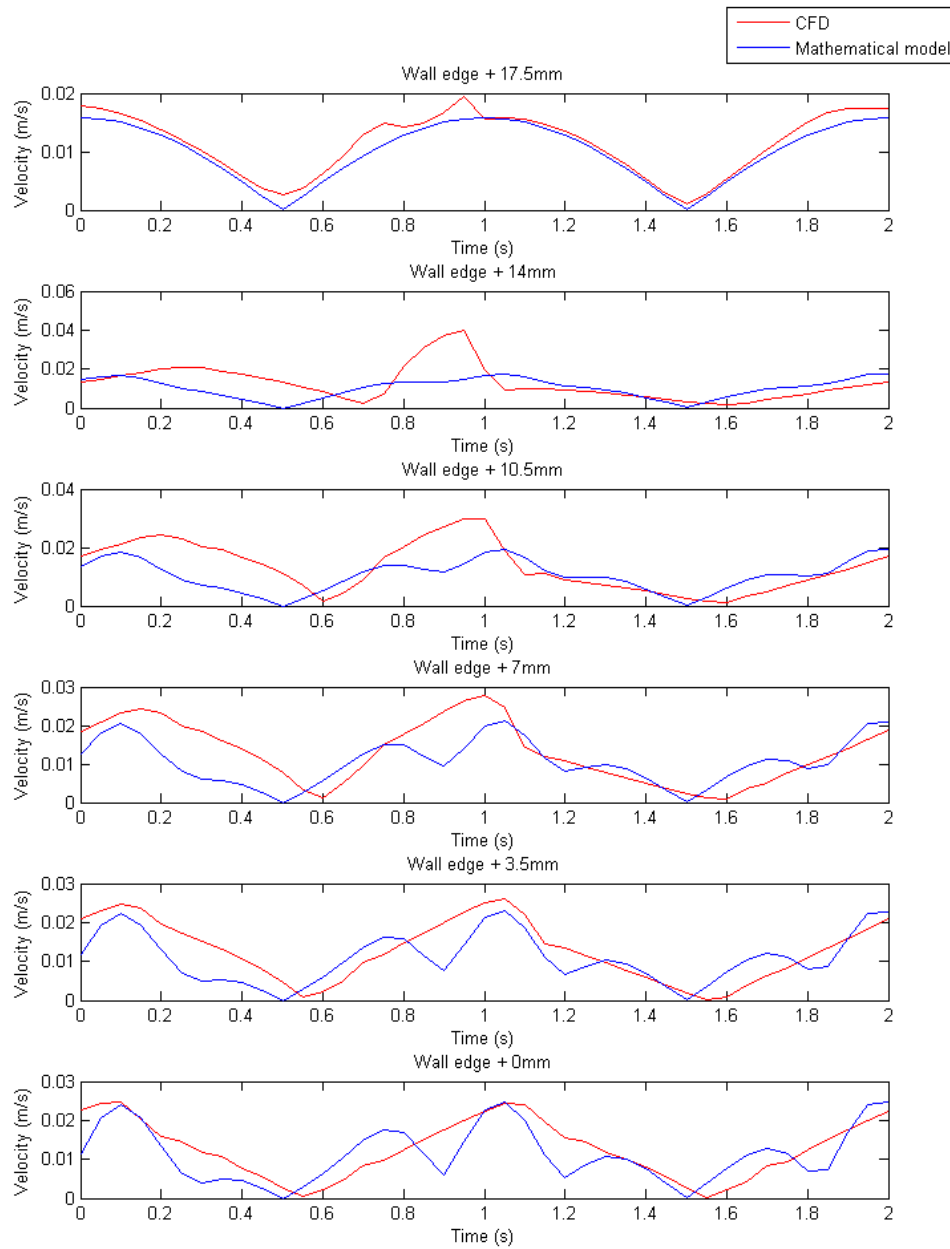 CFD
Mathematical model
Wall edge + 17.5mm
Velocity (m/s)
0.02
0.01
0
0 0.2 0.4 0.6 0.8 1 1.2 1.4 1.6 1.8 2
Time (s)
Wall edge + 14mm
Velocity (m/s)
0.06
0.04
0.02
0
0 0.2 0.4 0.6 0.8 1 1.2 1.4 1.6 1.8 2
Time (s)
Wall edge + 10.5mm
Velocity (m/s)
0.04
0.02
0
0 0.2 0.4 0.6 0.8 1 1.2 1.4 1.6 1.8 2
Time (s)
Wall edge + 7mm
Velocity (m/s)
0.03
0.02
0.01
0
0 0.2 0.4 0.6 0.8 1 1.2 1.4 1.6 1.8 2
Time (s)
Wall edge + 3.5mm
Velocity (m/s)
0.03
0.02
0.01
0
0 0.2 0.4 0.6 0.8 1 1.2 1.4 1.6 1.8 2
Time (s)
Wall edge + 0mm
Velocity (m/s)
0.03
0.02
0.01
0
0 0.2 0.4 0.6 0.8 1 1.2 1.4 1.6 1.8 2
Time (s)